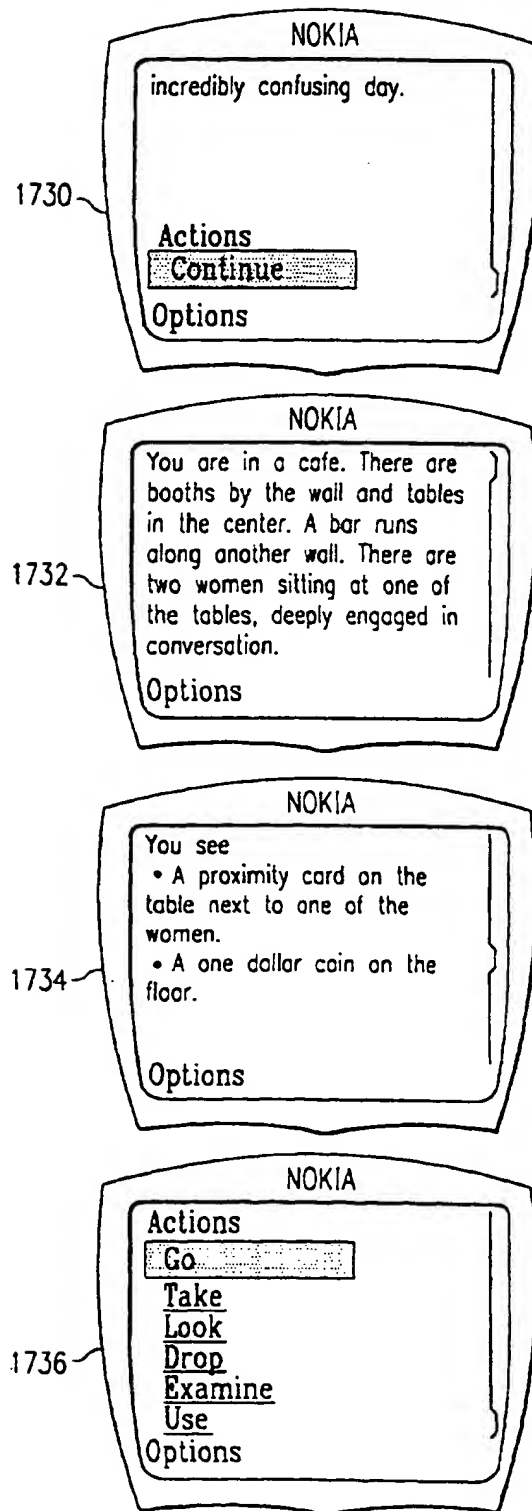 NOKIA
incredibly confusing day.
1730
Actions
Continue
Options
NOKIA
You are in a cafe. There are
booths by the wall and tables
in the center. A bar runs
along another wall. There are
two women sitting at one of
the tables, deeply engaged in
conversation.
1732
Options
NOKIA
You see
• A proximity card on the
table next to one of the
women.
• A one dollar coin on the
floor.
1734
Options
NOKIA
Actions
Go
Take
Look
Drop
Examine
1736
Use
Options